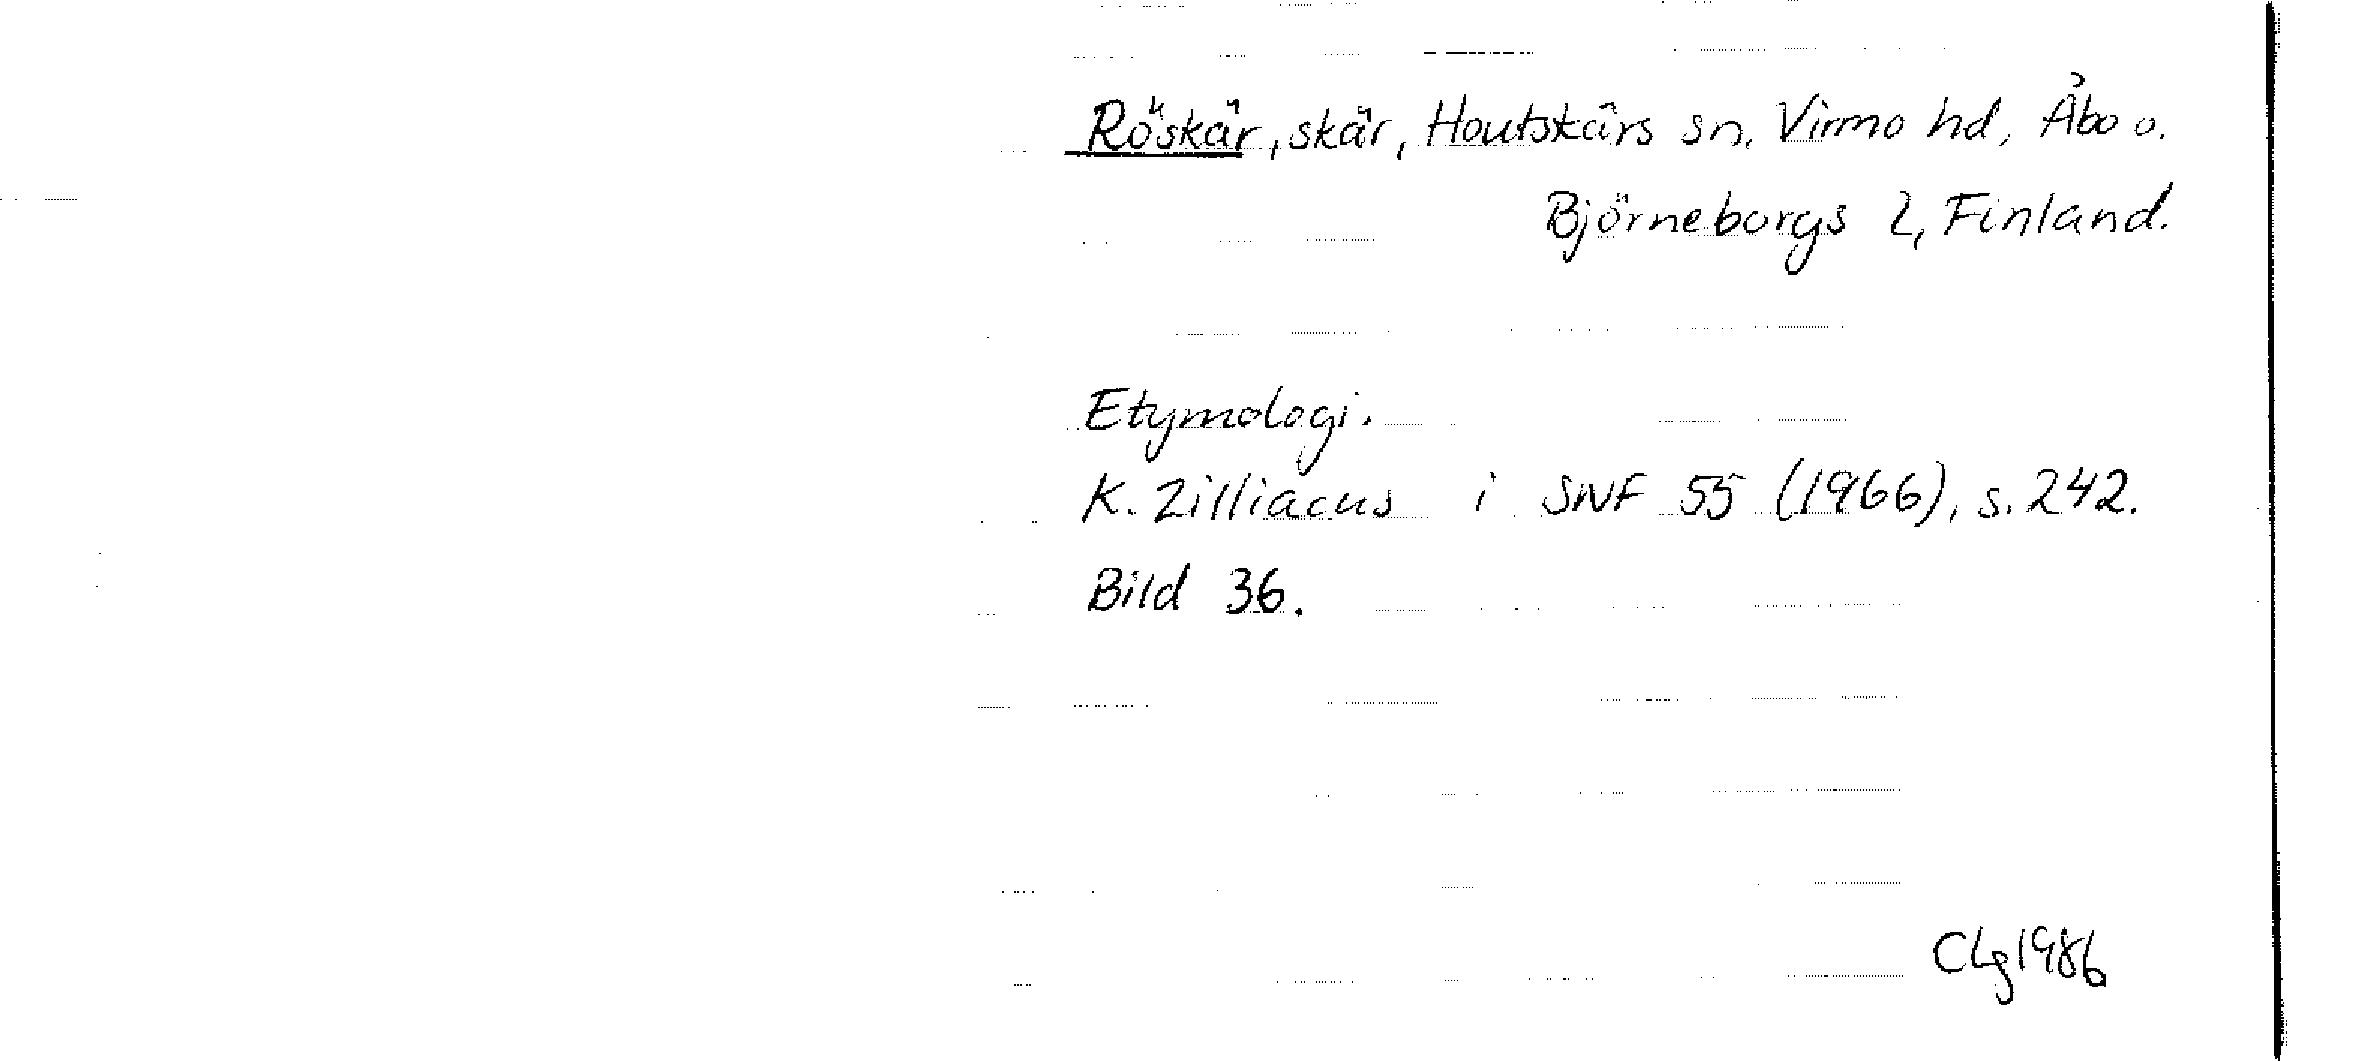 Röskär, skär, Houtskärs sn, Virmo hd, Åbo o.
Björneborgs l, Finland.
Etymologi.
K. Zilliacus i SNF 55 (1966), s. 242.
Bild 36.
CLg 1986